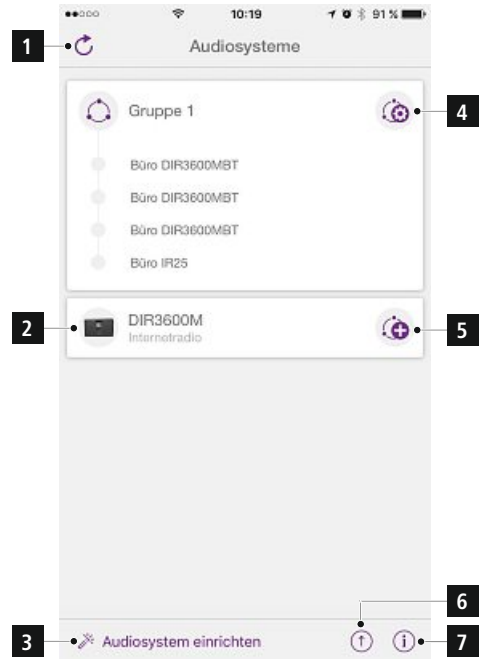 10:19
91 %
1
Audiosysteme
Gruppe 1
4
Büro DIR3600MBT
Büro DIR3600MBT
Büro DIR3600MBT
Büro IR25
2
DIR3600M
5
Internetradio
6
3
Audiosystem einrichten
7